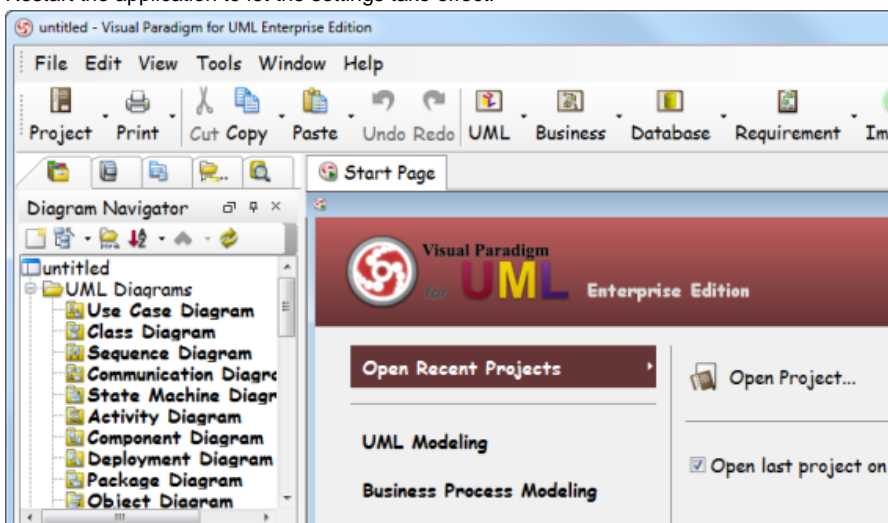 Restart the application to let the settings take effect.
untitled - Visual Paradigm for UML Enterprise Edition
File Edit View Tools Window Help
Project Print Cut Copy Paste Undo Redo UML Business Database Requirement Im
Start Page
Diagram Navigator
untitled
UML Diagrams
Use Case Diagram
Class Diagram
Sequence Diagram
Communication Diagra
State Machine Diagr
Activity Diagram
Component Diagram
Deployment Diagram
Package Diagram
Object Diagram
Visual Paradigm
for UML Enterprise Edition
Open Recent Projects
UML Modeling
Business Process Modeling
Open Project...
Open last project on